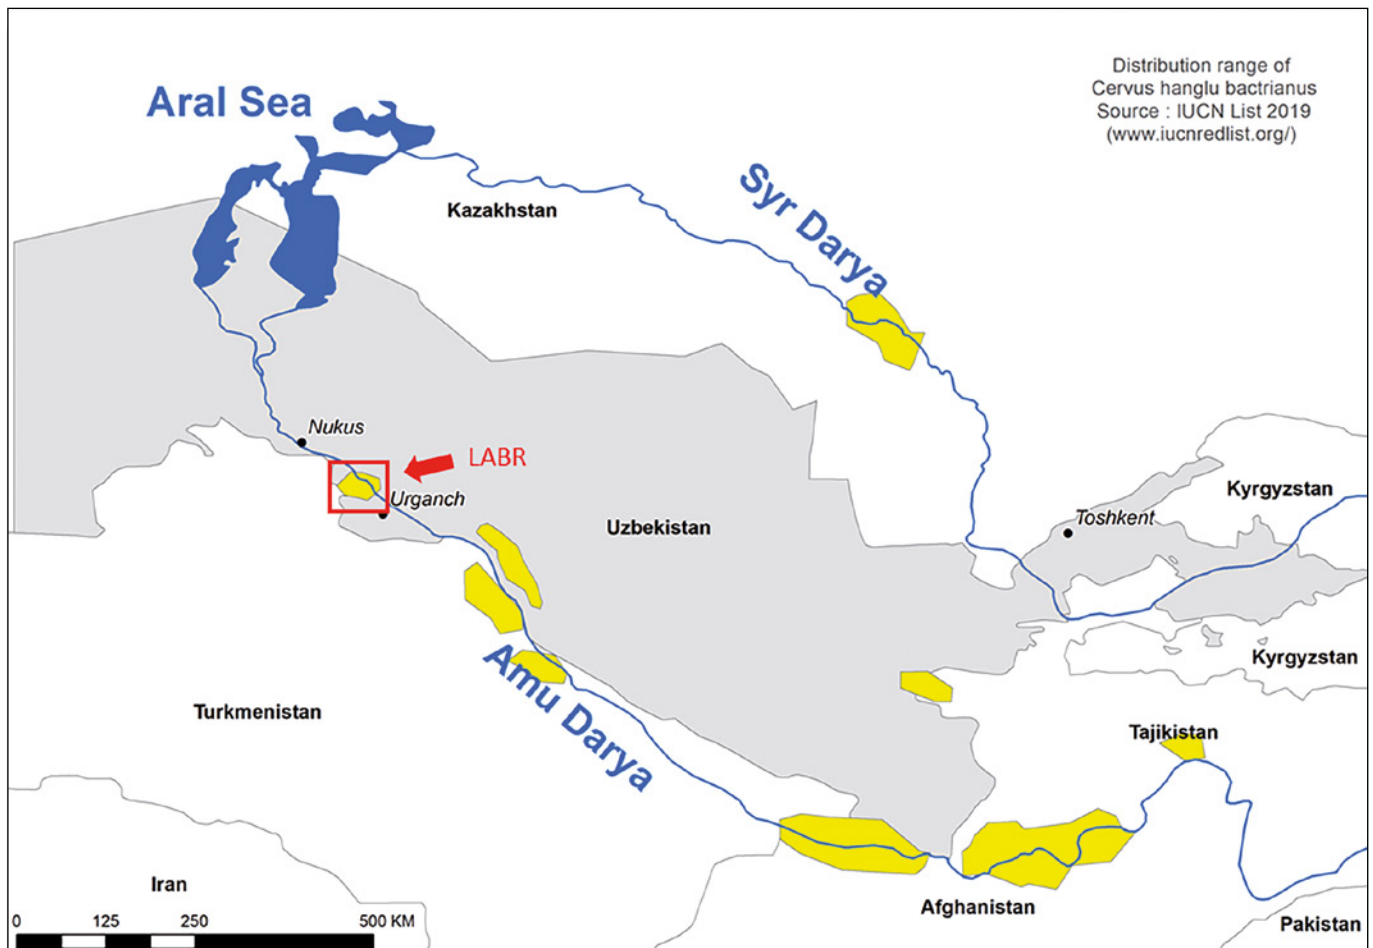 Distribution range of
Cervus hanglu bactrianus
Source : IUCN List 2019
(www.iucnredlist.org/)
Aral Sea
Syr Darya
Kazakhstan
Nukus
LABR
Urganch
Uzbekistan
Toshkent
Kyrgyzstan
Kyrgyzstan
Amu Darya
Turkmenistan
Tajikistan
Iran
Afghanistan
Pakistan
0 125 250 500 KM